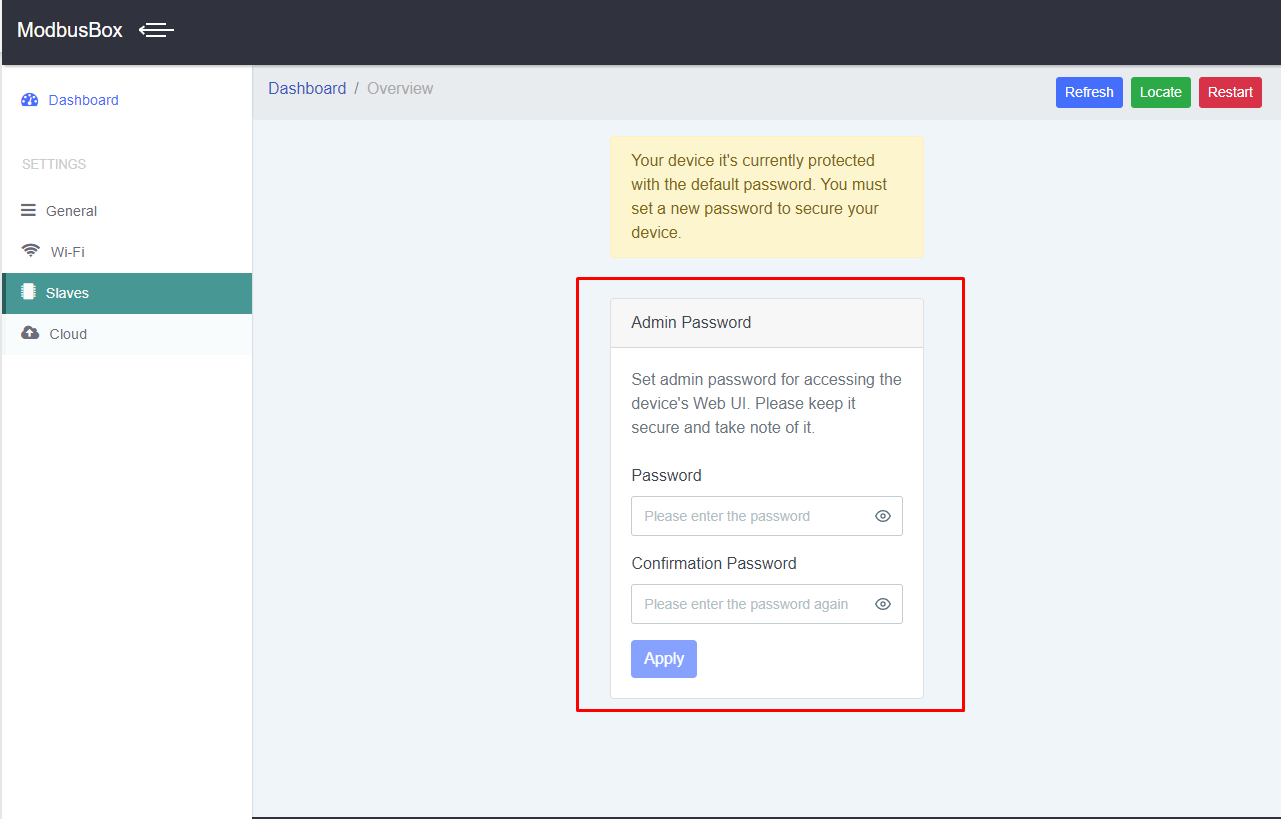 ModbusBox
Dashboard
SETTINGS
General
Wi-Fi
Slaves
Cloud
Dashboard / Overview
Refresh
Locate
Restart
Your device it's currently protected
with the default password. You must
set a new password to secure your
device.
Admin Password
Set admin password for accessing the
device's Web UI. Please keep it
secure and take note of it.
Password
Please enter the password
Confirmation Password
Please enter the password again
Apply